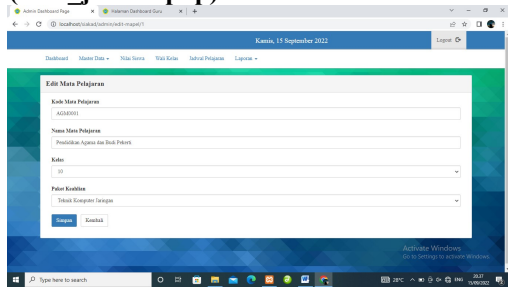 Admin Dashboard Page
Halaman Dashboard Guru
localhost/siakad/admin/edit-mapel/1
Kamis, 15 September 2022
Logout
Dashboard Master Data Nilai Siswa Wali Kelas Jadwal Pelajaran Laporan
Edit Mata Pelajaran
Kode Mata Pelajaran
AGM0001
Nama Mata Pelajaran
Pendidikan Agama dan Budi Pekerti
Kelas
10
Paket Keahlian
Teknik Komputer Jaringan
Simpan Kembali
Activate Windows
Go to Settings to activate Windows.
Type here to search
28°C
ENG
20.37
15/09/2022